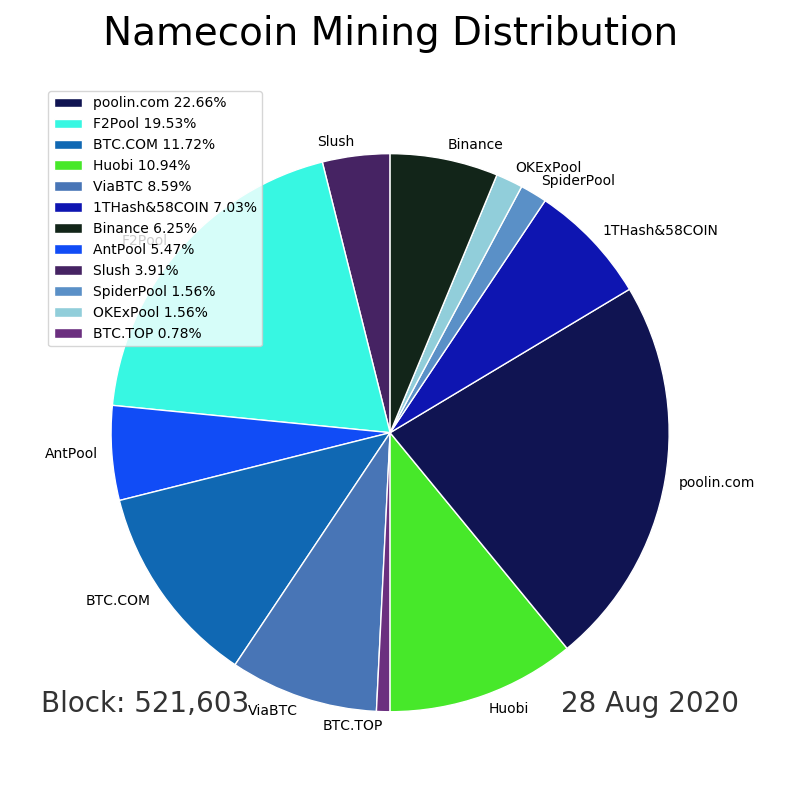 Namecoin Mining Distribution
poolin.com 22.66%
F2Pool 19.53%
BTC.COM 11.72%
Huobi 10.94%
ViaBTC 8.59%
1THash&58COIN 7.03%
Binance 6.25%
AntPool 5.47%
Slush 3.91%
SpiderPool 1.56%
OKExPool 1.56%
BTC.TOP 0.78%
Slush
Binance
OKExPool
SpiderPool
1THash&58COIN
F2Pool
AntPool
poolin.com
BTC.COM
ViaBTC
BTC.TOP
Huobi
Block: 521,603
28 Aug 2020